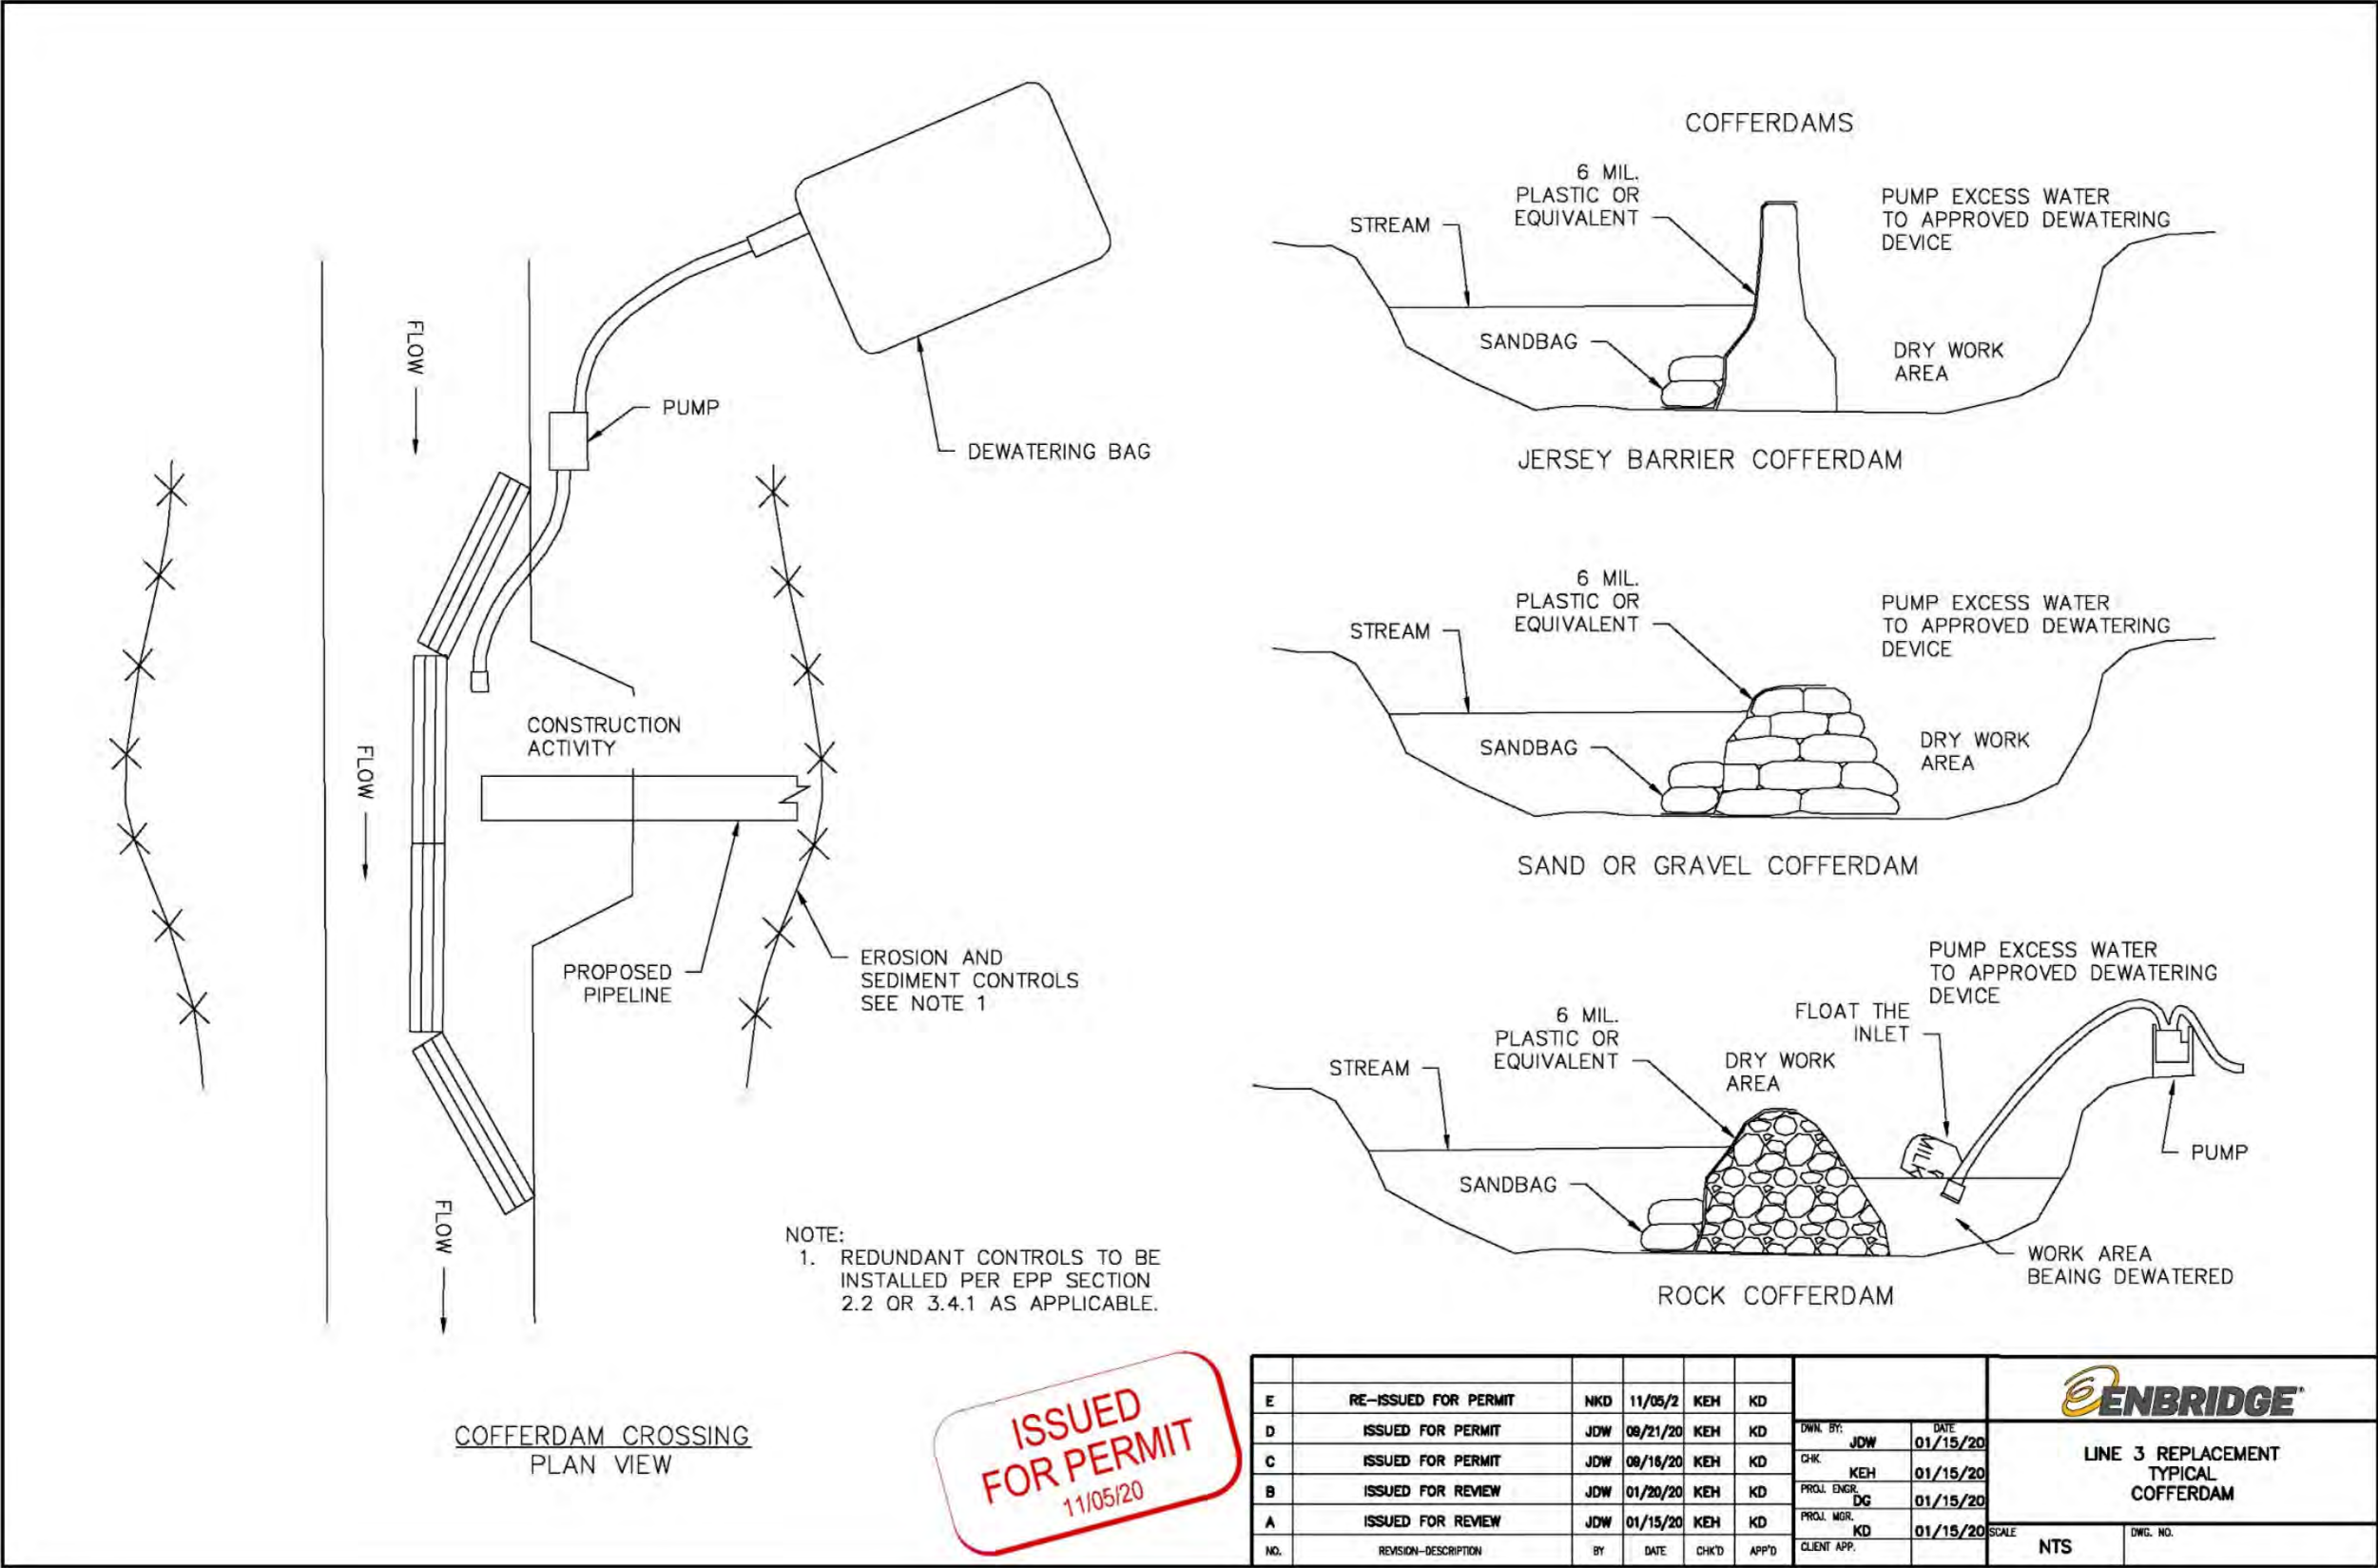 FLOW
PUMP
DEWATERING BAG
FLOW
CONSTRUCTION
ACTIVITY
PROPOSED
PIPELINE
EROSION AND
SEDIMENT CONTROLS
SEE NOTE 1
FLOW
NOTE:
1. REDUNDANT CONTROLS TO BE
INSTALLED PER EPP SECTION
2.2 OR 3.4.1 AS APPLICABLE.
COFFERDAM CROSSING
PLAN VIEW
COFFERDAMS
6 MIL.
PLASTIC OR
EQUIVALENT
STREAM
PUMP EXCESS WATER
TO APPROVED DEWATERING
DEVICE
SANDBAG
DRY WORK
AREA
JERSEY BARRIER COFFERDAM
6 MIL.
PLASTIC OR
EQUIVALENT
STREAM
PUMP EXCESS WATER
TO APPROVED DEWATERING
DEVICE
SANDBAG
DRY WORK
AREA
SAND OR GRAVEL COFFERDAM
PUMP EXCESS WATER
TO APPROVED DEWATERING
DEVICE
FLOAT THE
INLET
6 MIL.
PLASTIC OR
EQUIVALENT
DRY WORK
AREA
STREAM
MILK
PUMP
SANDBAG
WORK AREA
BEAING DEWATERED
ROCK COFFERDAM
ISSUED
FOR PERMIT
11/05/20
E RE-ISSUED FOR PERMIT NKD 11/05/2 KEH KD
D ISSUED FOR PERMIT JDW 09/21/20 KEH KD
C ISSUED FOR PERMIT JDW KEH KD
B ISSUED FOR REVIEW JDW 01/20/20 KEH KD
A ISSUED FOR REVIEW JDW 01/15/20 KEH KD
NO. REVISION-DESCRIPTION BY DATE CHK'D APP'D
DWN. BY: DATE
JDW 01/15/20
CHK.
KEH 01/15/20
PROJ. ENGR.
DG 01/15/20
PROJ. MGR.
KD 01/15/20
CLIENT APP.
ENBRIDGE
LINE 3 REPLACEMENT
TYPICAL
COFFERDAM
SCALE
NTS
DWG. NO.